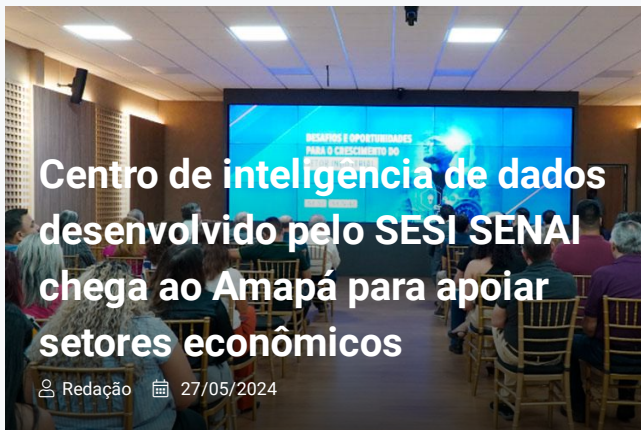 DESAFIOS E OPORTUNIDADES
PARA O CRESCIMENTO DO
Centro de inteligência de dados
desenvolvido pelo SESI SENAI
chega ao Amapá para apoiar
setores econômicos
Redação 27/05/2024